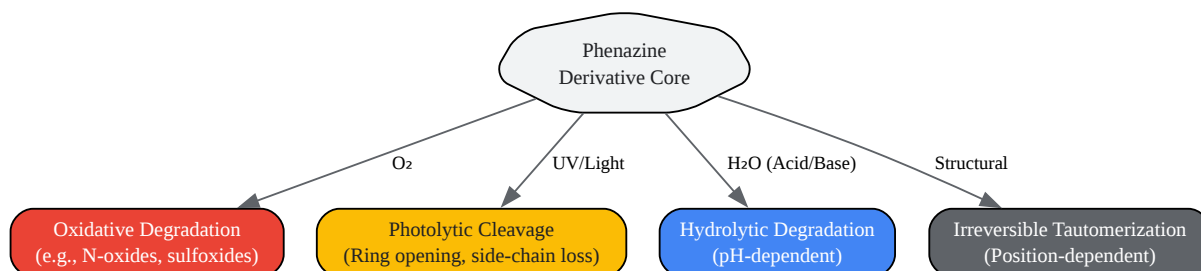 Phenazine
Derivative Core
O₂
UV/Light
H₂O (Acid/Base)
Structural
Oxidative Degradation
(e.g., N-oxides, sulfoxides)
Photolytic Cleavage
(Ring opening, side-chain loss)
Hydrolytic Degradation
(pH-dependent)
Irreversible Tautomerization
(Position-dependent)